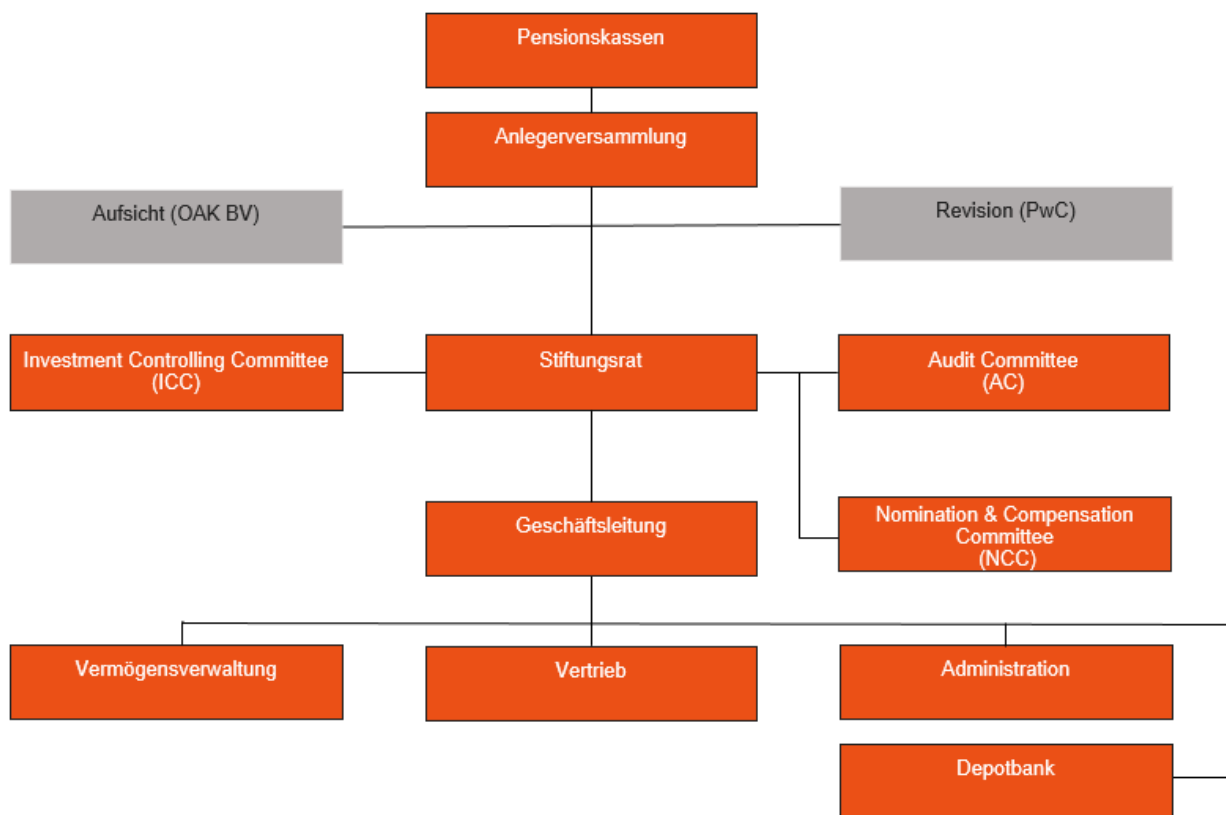 Pensionskassen
Anlegerversammlung
Aufsicht (OAK BV)
Revision (PwC)
Investment Controlling Committee
(ICC)
Stiftungsrat
Audit Committee
(AC)
Geschäftsleitung
Nomination & Compensation
Committee
(NCC)
Vermögensverwaltung
Vertrieb
Administration
Depotbank